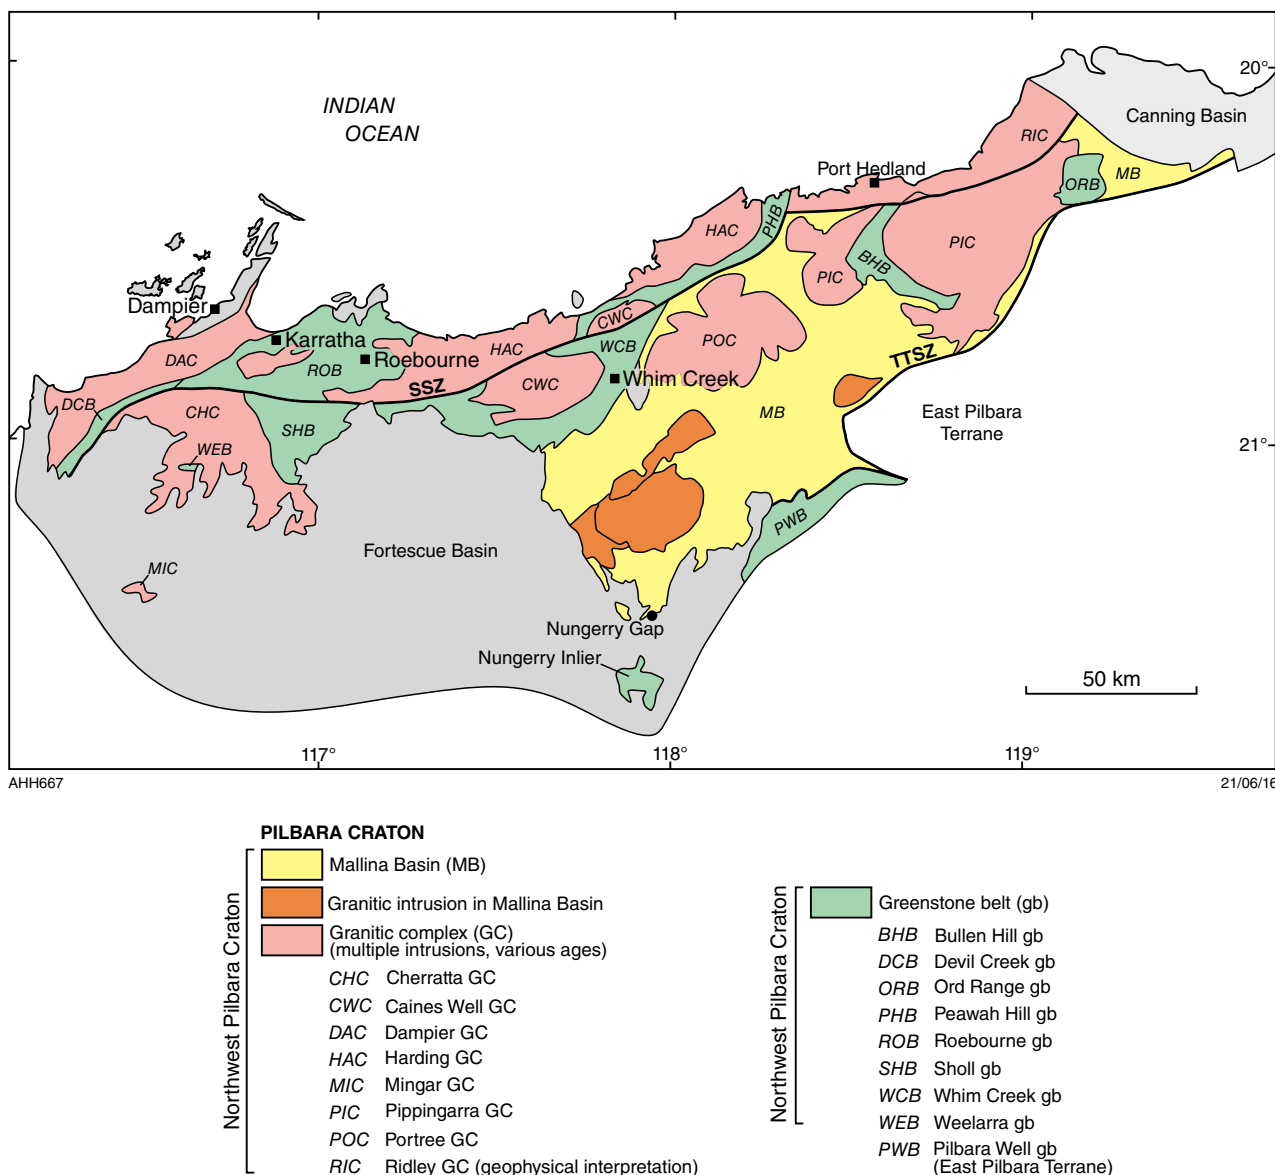 INDIAN
OCEAN
20°
Canning Basin
RIC
Port Hedland
MB
ORB
PHB
HAC
PIC
BHB
PIC
Dampier
Karratha
CWC
WCB
HAC
POC
DAC
ROB
Roebourne
TTSZ
SSZ
CWC
Whim Creek
DCB
CHC
MB
East Pilbara
Terrane
SHB
WEB
21°
PWB
Fortescue Basin
MIC
Nungerry Gap
Nungerry Inlier
50 km
117°
118°
119°
AHH667
21/06/16
PILBARA CRATON
Northwest Pilbara Craton
Mallina Basin (MB)
Granitic intrusion in Mallina Basin
Granitic complex (GC)
(multiple intrusions, various ages)
CHC Cherratta GC
CWC Caines Well GC
DAC Dampier GC
HAC Harding GC
MIC Mingar GC
PIC Pippingarra GC
POC Portree GC
RIC Ridley GC (geophysical interpretation)
Northwest Pilbara Craton
Greenstone belt (gb)
BHB Bullen Hill gb
DCB Devil Creek gb
ORB Ord Range gb
PHB Peawah Hill gb
ROB Roebourne gb
SHB Sholl gb
WCB Whim Creek gb
WEB Weelarra gb
PWB Pilbara Well gb
(East Pilbara Terrane)